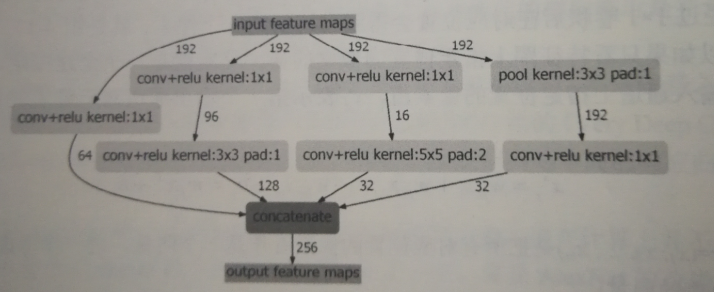 input feature maps
192 192 192 192
conv+relu kernel:1x1 conv+relu kernel:1x1 pool kernel:3x3 pad:1
conv+relu kernel:1x1 96 16 192
64 conv+relu kernel:3x3 pad:1 conv+relu kernel:5x5 pad:2 conv+relu kernel:1x1
128 32 32
concatenate
256
output feature maps